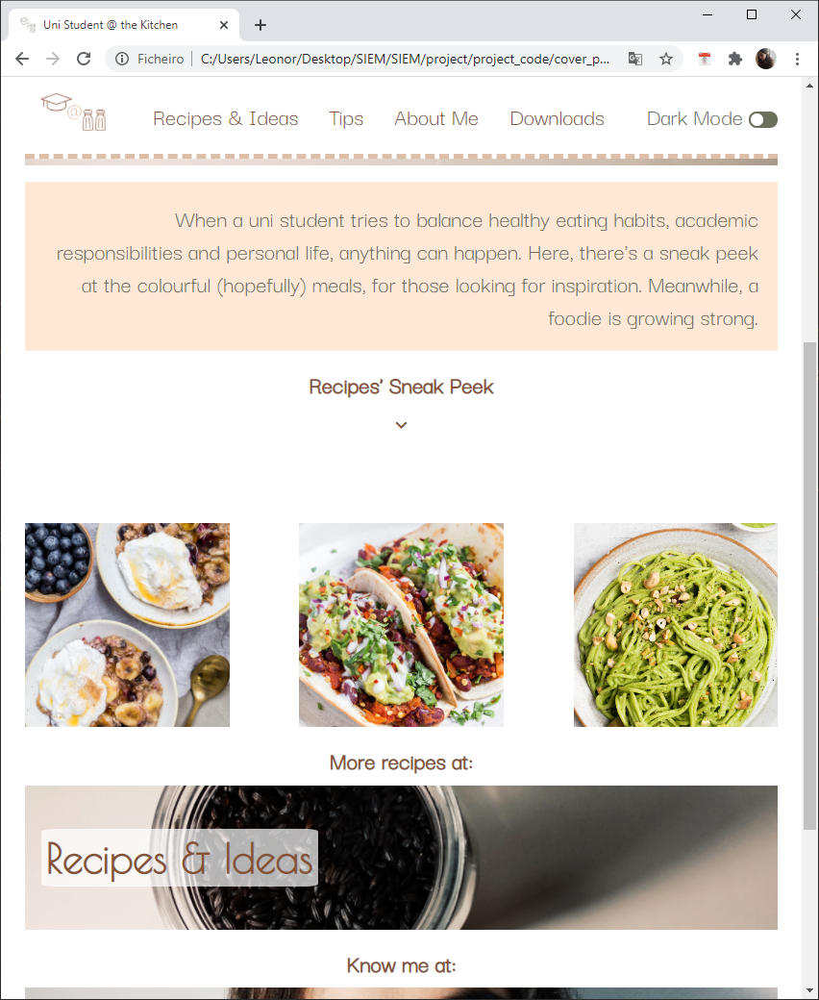 Uni Student @ the Kitchen
Ficheiro
C:/Users/Leonor/Desktop/SIEM/SIEM/project/project_code/cover_p...
@
Recipes & Ideas
Tips
About Me
Downloads
Dark Mode
When a uni student tries to balance healthy eating habits, academic
responsibilities and personal life, anything can happen. Here, there's a sneak peek
at the colourful (hopefully) meals, for those looking for inspiration. Meanwhile, a
foodie is growing strong.
Recipes' Sneak Peek
More recipes at:
Recipes & Ideas
Know me at: